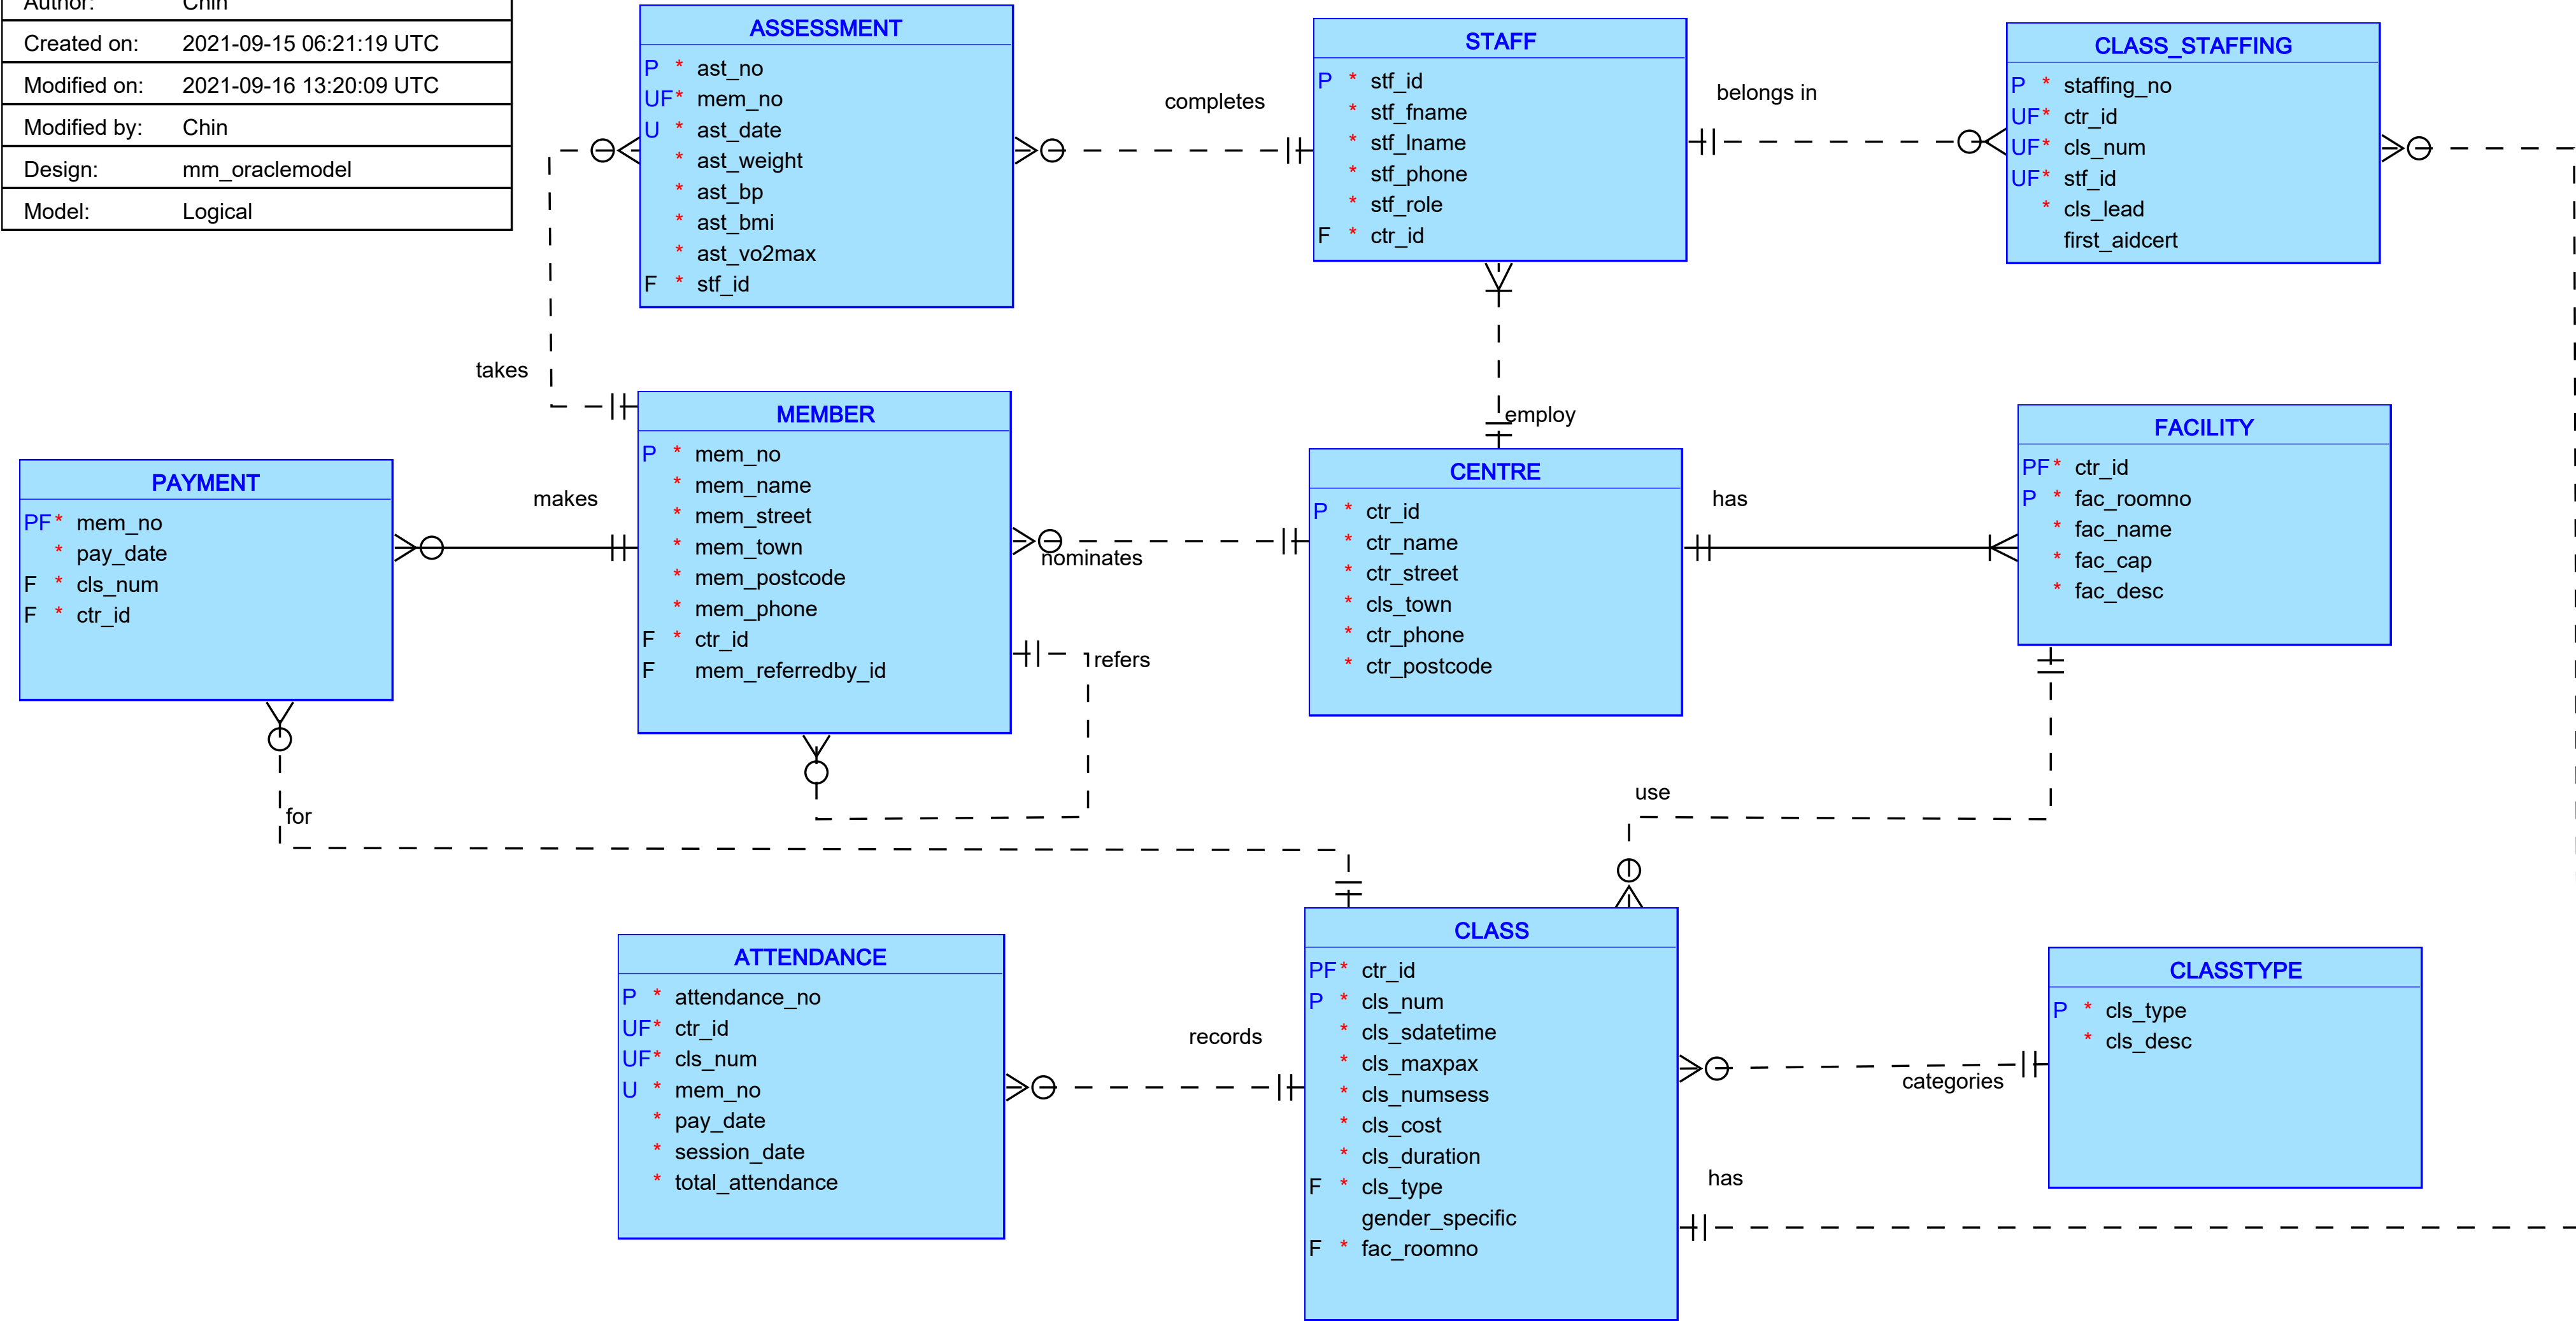 Author: Chin
Created on: 2021-09-15 06:21:19 UTC
Modified on: 2021-09-16 13:20:09 UTC
Modified by: Chin
Design: mm_oraclemodel
Model: Logical
ASSESSMENT
P * ast_no
UF* mem_no
U * ast_date
* ast_weight
* ast_bp
* ast_bmi
* ast_vo2max
F * stf_id
completes
STAFF
P * stf_id
* stf_fname
* stf_lname
* stf_phone
* stf_role
F * ctr_id
belongs in
CLASS_STAFFING
P * staffing_no
UF* ctr_id
UF* cls_num
UF* stf_id
* cls_lead
first_aidcert
takes
employ
PAYMENT
PF* mem_no
* pay_date
F * cls_num
F * ctr_id
makes
MEMBER
P * mem_no
* mem_name
* mem_street
* mem_town
* mem_postcode
* mem_phone
F * ctr_id
F mem_referredby_id
nominates
refers
CENTRE
P * ctr_id
* ctr_name
* ctr_street
* cls_town
* ctr_phone
* ctr_postcode
has
FACILITY
PF* ctr_id
P * fac_roomno
* fac_name
* fac_cap
* fac_desc
for
use
ATTENDANCE
P * attendance_no
UF* ctr_id
UF* cls_num
U * mem_no
* pay_date
* session_date
* total_attendance
records
CLASS
PF* ctr_id
P * cls_num
* cls_sdatetime
* cls_maxpax
* cls_numsess
* cls_cost
* cls_duration
F * cls_type
gender_specific
F * fac_roomno
categories
has
CLASSTYPE
P * cls_type
* cls_desc